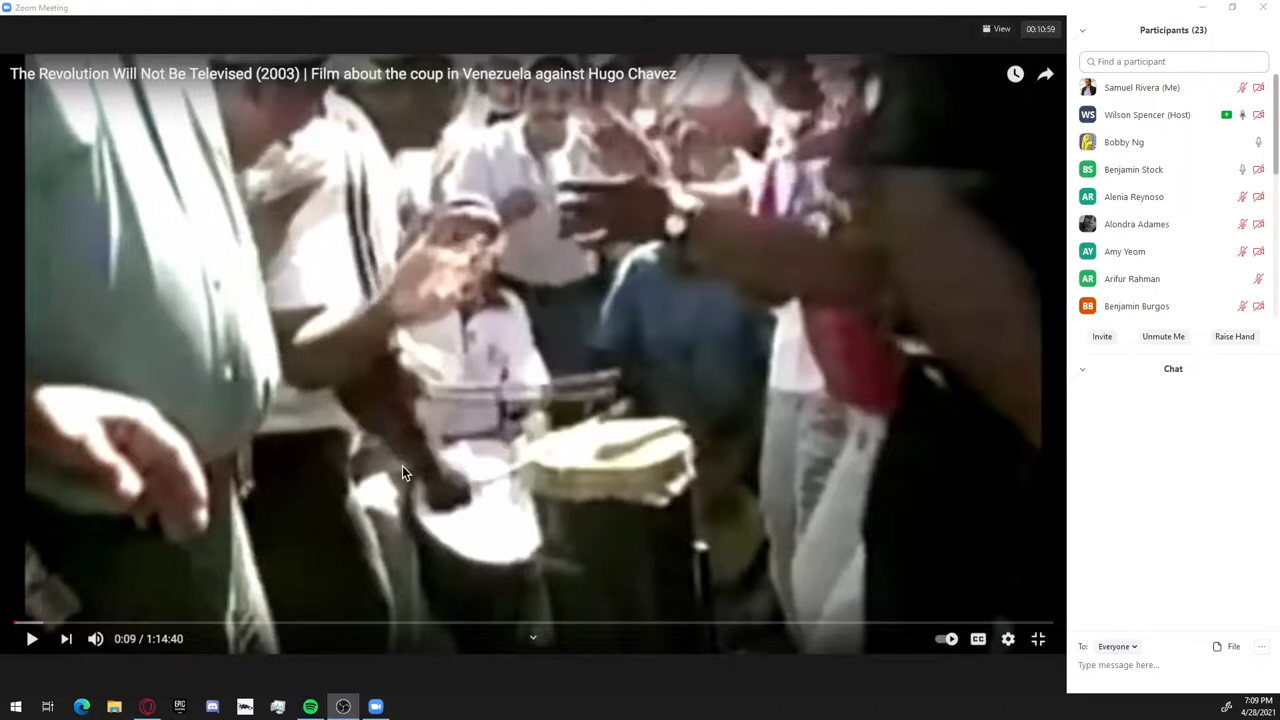 Zoom Meeting
View
00:10:59
The Revolution Will Not Be Televised (2003) | Film about the coup in Venezuela against Hugo Chavez
0:09 / 1:14:40
CC
Participants (23)
Find a participant
Samuel Rivera (Me)
WS Wilson Spencer (Host)
Bobby Ng
BS Benjamin Stock
AR Alenia Reynoso
Alondra Adames
AY Amy Yeom
AR Arifur Rahman
BB Benjamin Burgos
Invite Unmute Me Raise Hand
Chat
To: Everyone File ...
Type message here...
EPIC
7:09 PM
4/28/2021